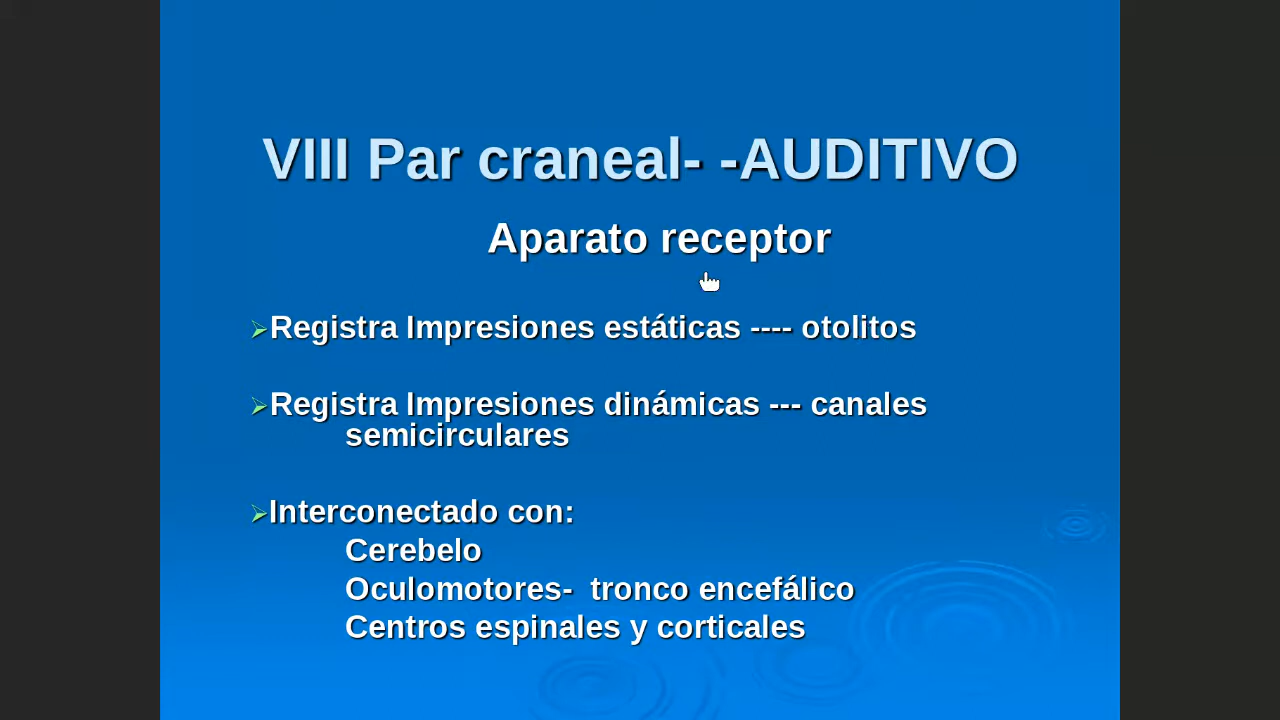 VIII Par craneal- -AUDITIVO
Aparato receptor
Registra Impresiones estáticas ---- otolitos
Registra Impresiones dinámicas --- canales
semicirculares
Interconectado con:
Cerebelo
Oculomotores-  tronco encefálico
Centros espinales y corticales